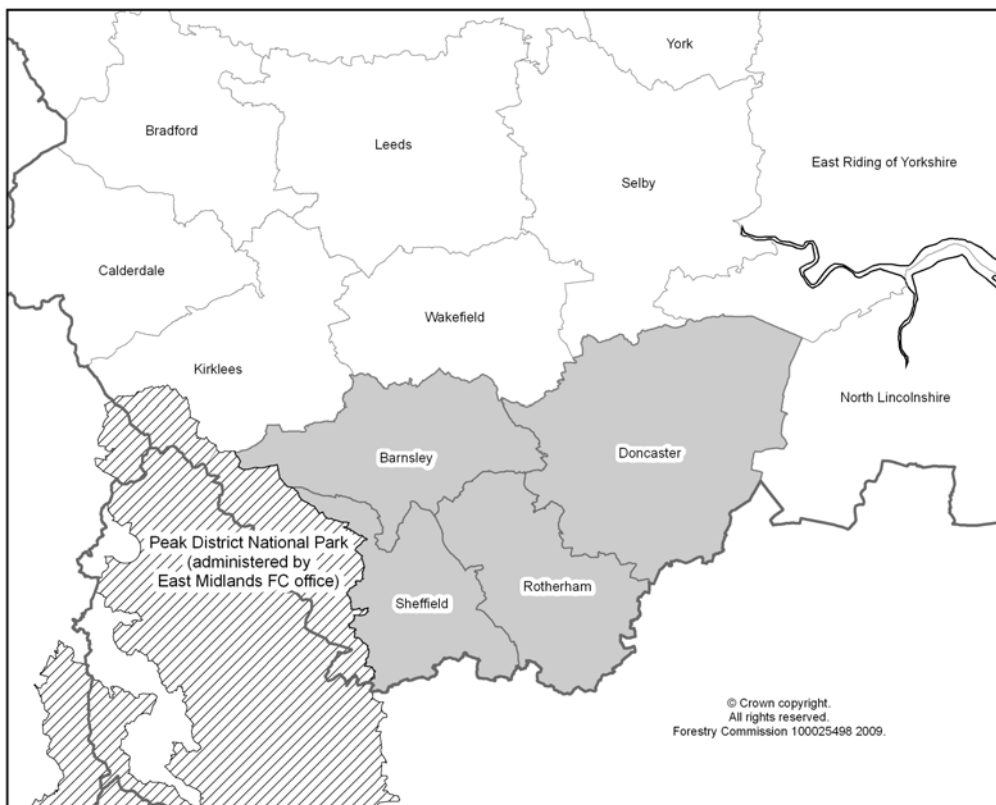 York
Bradford
Leeds
East Riding of Yorkshire
Selby
Calderdale
Wakefield
Kirklees
North Lincolnshire
Barnsley
Doncaster
Peak District National Park
(administered by
East Midlands FC office)
Rotherham
Sheffield
© Crown copyright.
All rights reserved.
Forestry Commission 100025498 2009.